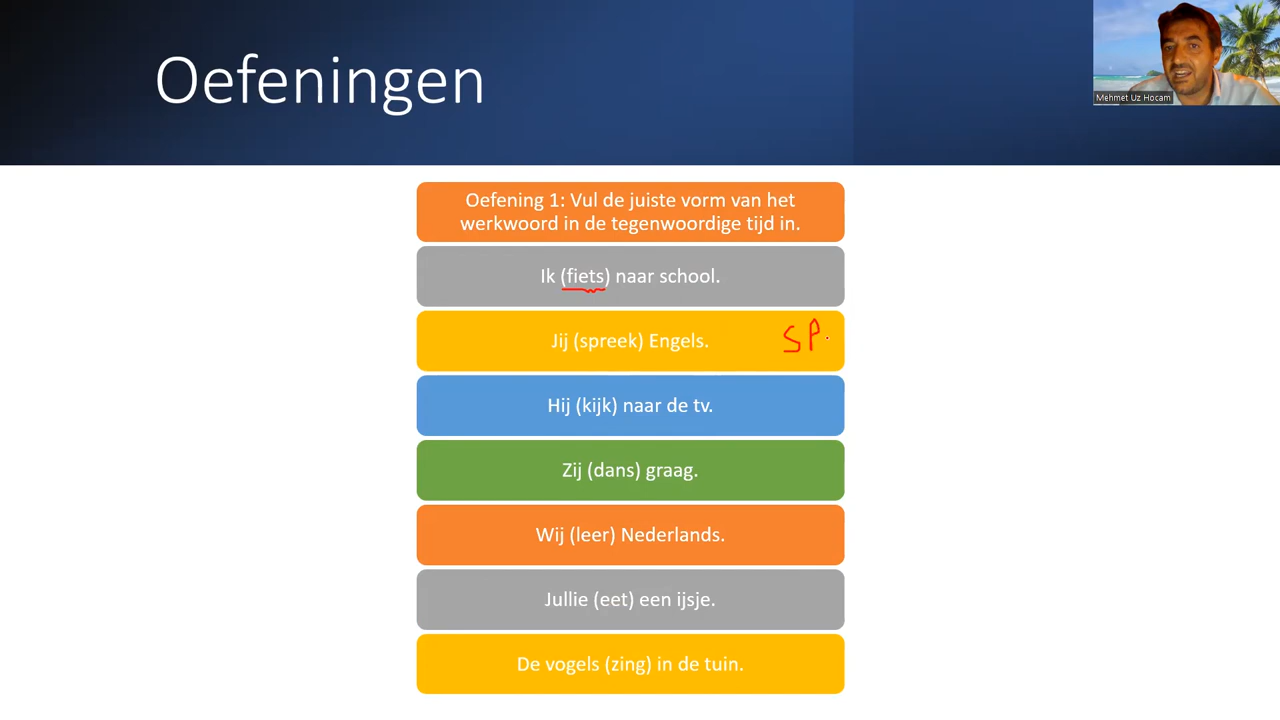 Oefeningen
Mehmet Uz Hocam
Oefening 1: Vul de juiste vorm van het
werkwoord in de tegenwoordige tijd in.
Ik (fiets) naar school.
Jij (spreek) Engels. SP
Hij (kijk) naar de tv.
Zij (dans) graag.
Wij (leer) Nederlands.
Jullie (eet) een ijsje.
De vogels (zing) in de tuin.